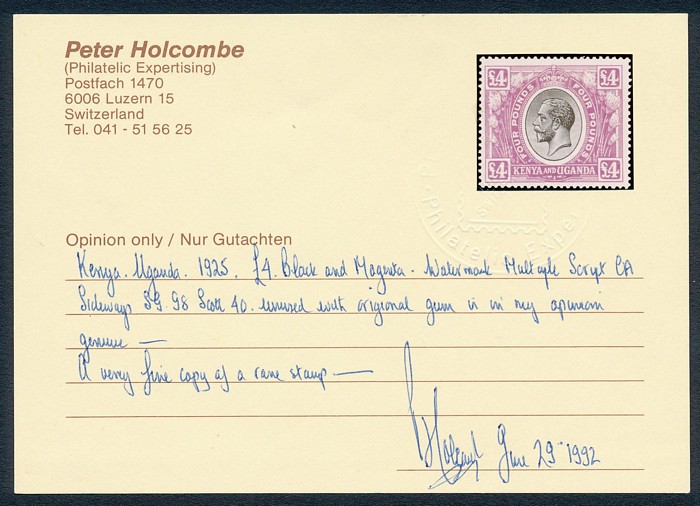 Peter Holcombe
(Philatelic Expertising)
Postfach 1470
6006 Luzern 15
Switzerland
Tel. 041 - 51 56 25
£4 £4
FOUR POUNDS FOUR POUNDS
£4 KENYA AND UGANDA £4
Philate
Opinion only / Nur Gutachten
Kenya. Uganda. 1925. £4. Black and Magenta. Watermark Multiple Script CA
Sideways SG. 98 Scott 40. unused with original gum is in my opinion
genuine —
A very fine copy of a rare stamp —
PHolcombe June 29 1992